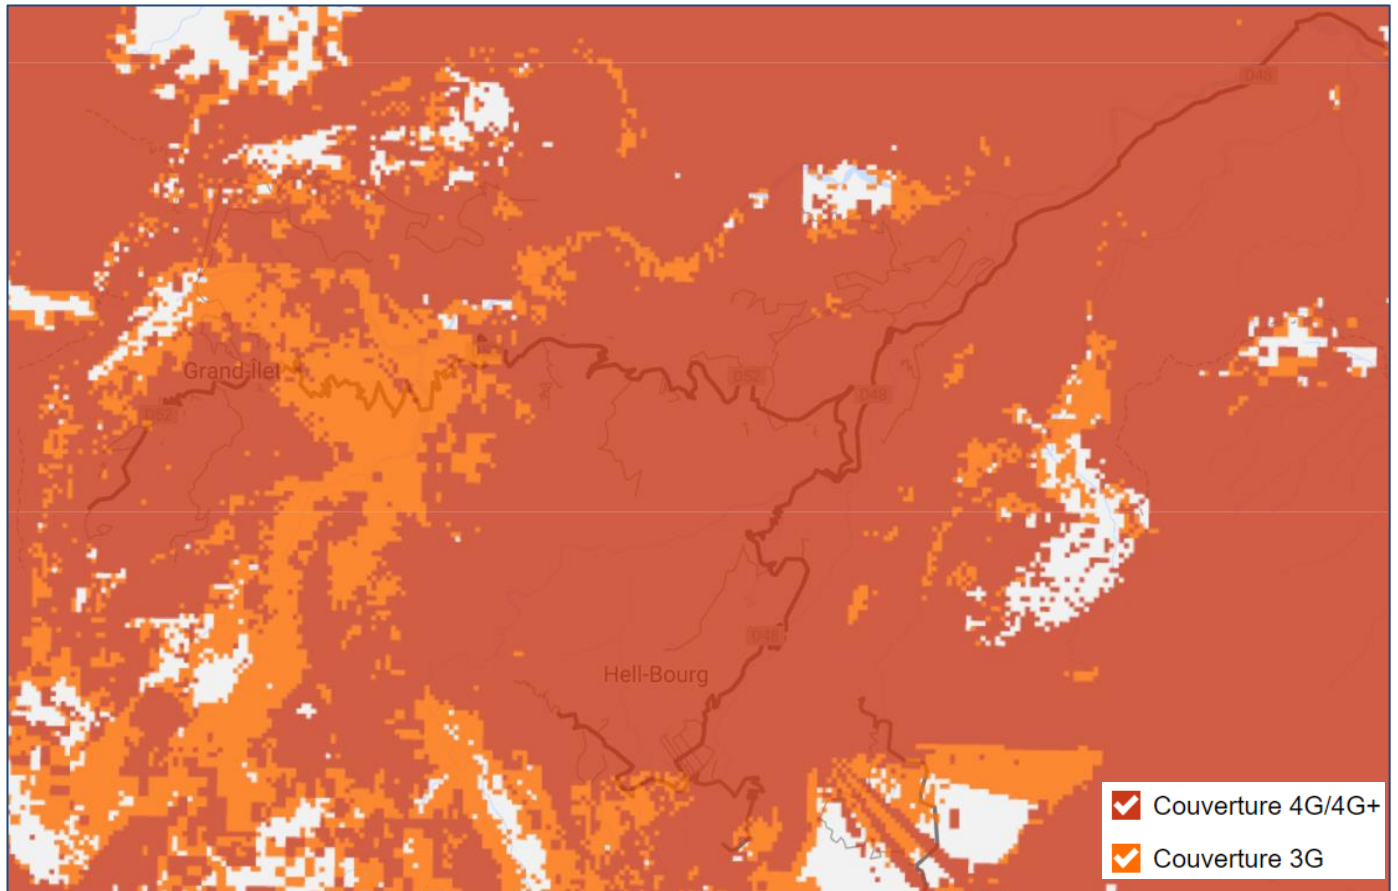 D48
Grand-Îlet
D52
D52
D48
D48
Hell-Bourg
Couverture 4G/4G+
Couverture 3G